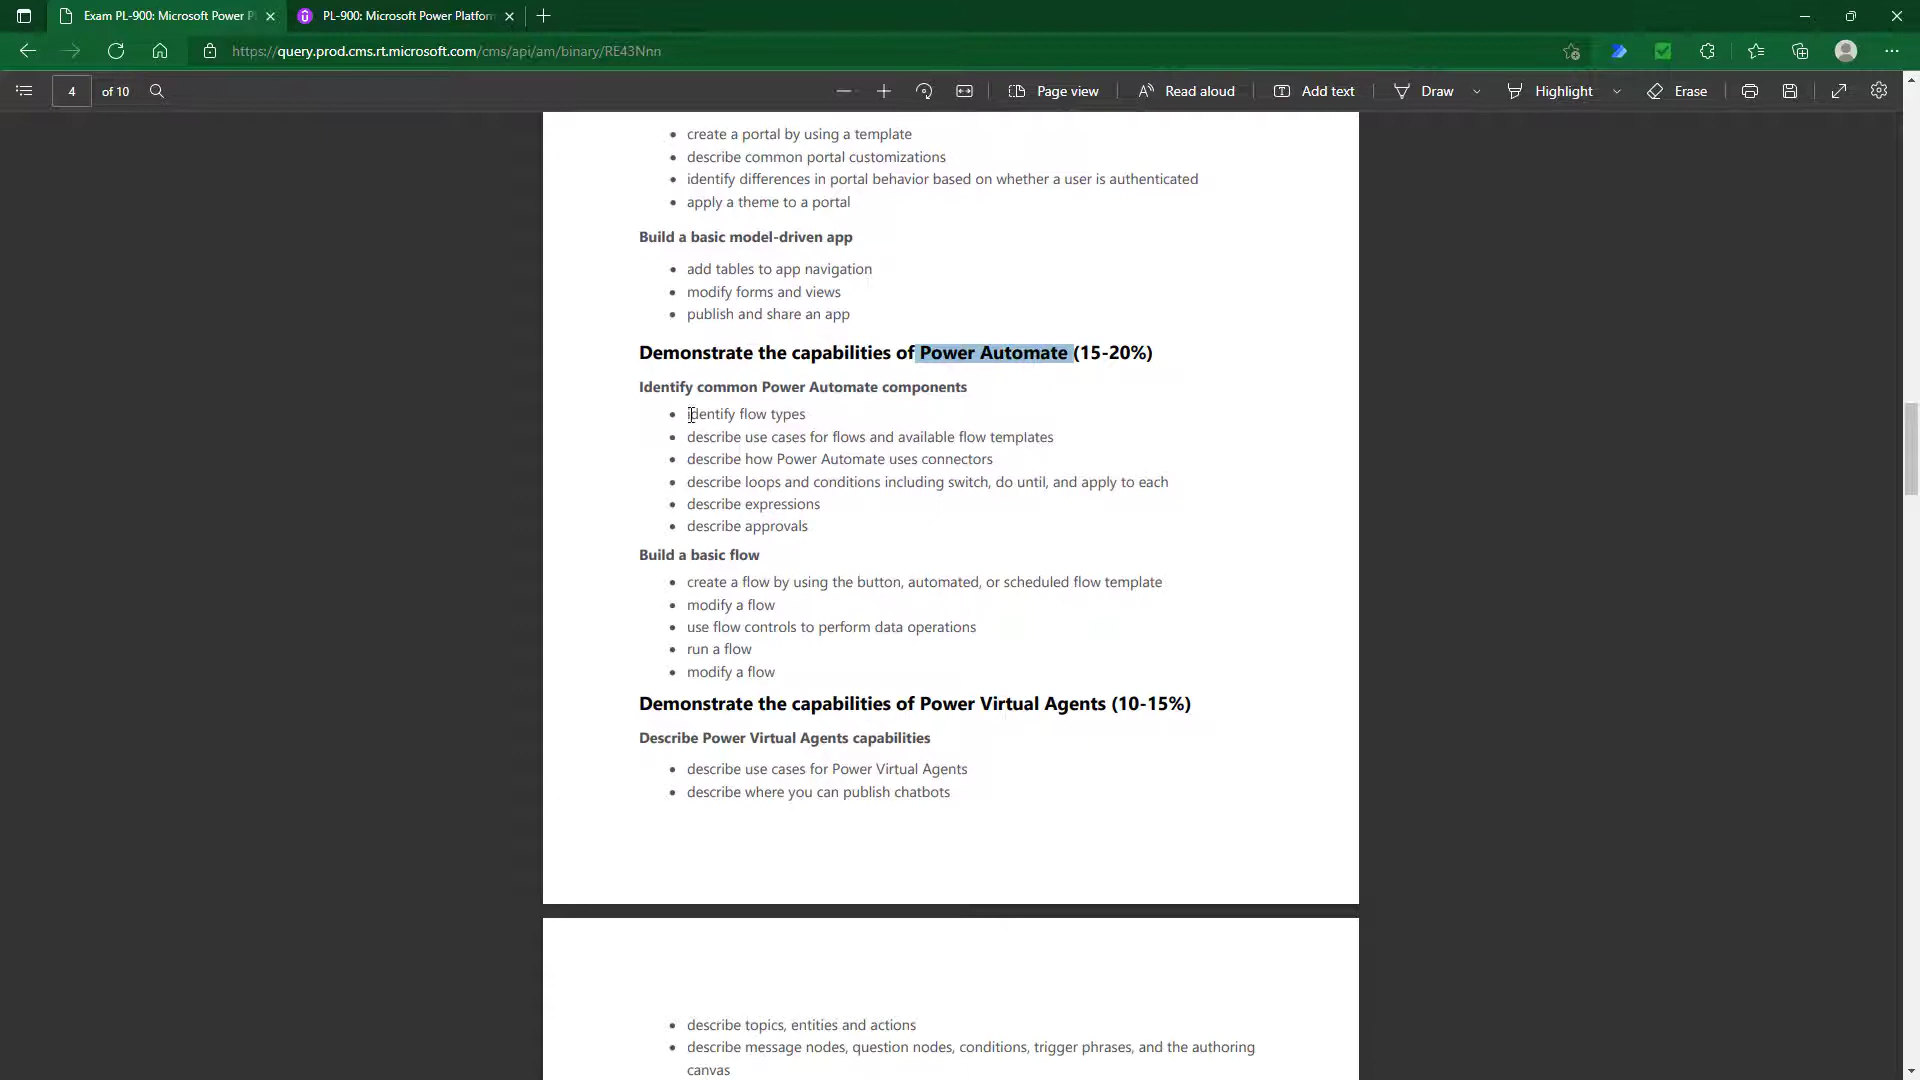 Exam PL-900: Microsoft Power Pl
PL-900: Microsoft Power Platform
https://query.prod.cms.rt.microsoft.com/cms/api/am/binary/RE43Nnn
4 of 10
Page view
Read aloud
Add text
Draw
Highlight
Erase
• create a portal by using a template
• describe common portal customizations
• identify differences in portal behavior based on whether a user is authenticated
• apply a theme to a portal
Build a basic model-driven app
• add tables to app navigation
• modify forms and views
• publish and share an app
Demonstrate the capabilities of Power Automate (15-20%)
Identify common Power Automate components
• identify flow types
• describe use cases for flows and available flow templates
• describe how Power Automate uses connectors
• describe loops and conditions including switch, do until, and apply to each
• describe expressions
• describe approvals
Build a basic flow
• create a flow by using the button, automated, or scheduled flow template
• modify a flow
• use flow controls to perform data operations
• run a flow
• modify a flow
Demonstrate the capabilities of Power Virtual Agents (10-15%)
Describe Power Virtual Agents capabilities
• describe use cases for Power Virtual Agents
• describe where you can publish chatbots
• describe topics, entities and actions
• describe message nodes, question nodes, conditions, trigger phrases, and the authoring
canvas